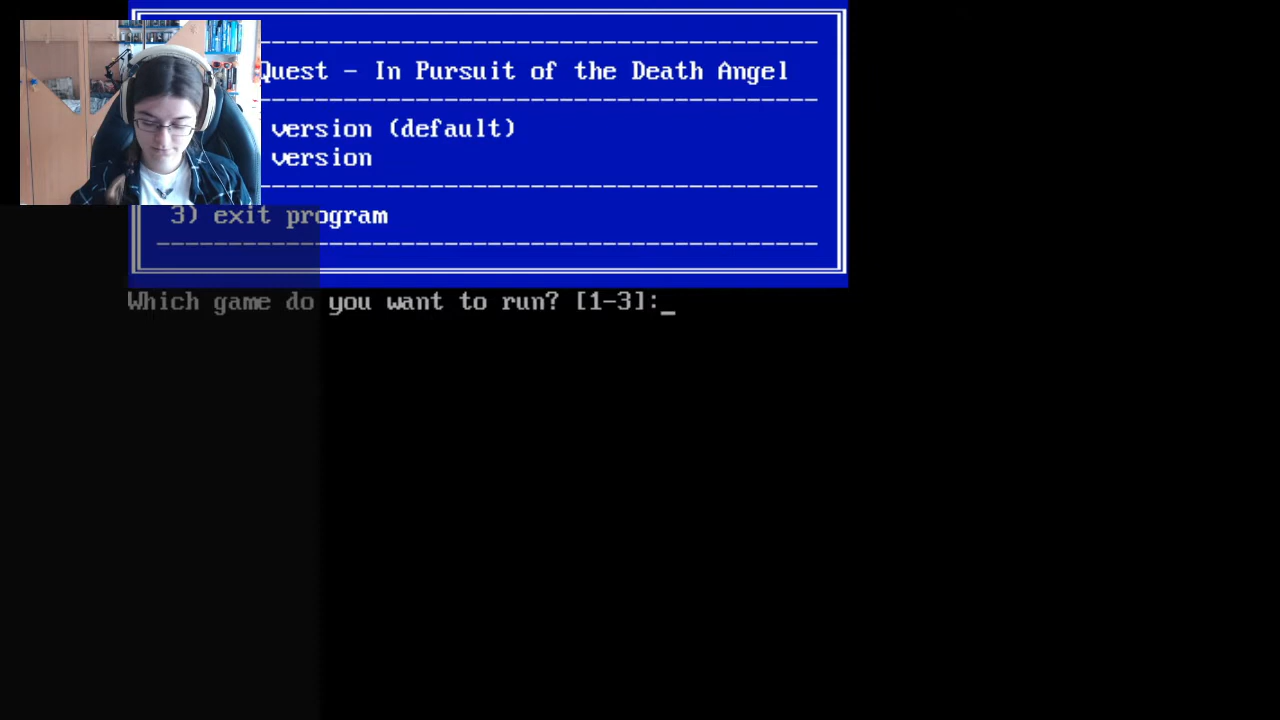 Quest - In Pursuit of the Death Angel
version (default)
version
3) exit program
Which game do you want to run? [1-3]:_